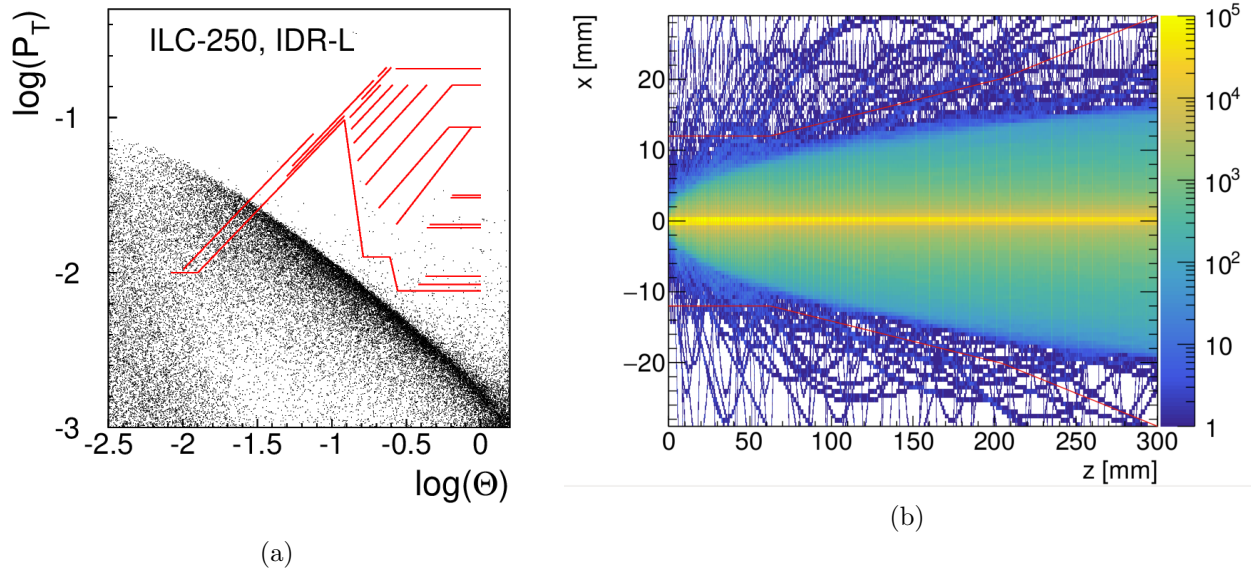 ILC-250, IDR-L
log(P_T)
-1
-2
-3
-2.5 -2 -1.5 -1 -0.5 0
log(Θ)
(a)
x [mm]
20
10
0
−10
−20
0 50 100 150 200 250 300
z [mm]
10^5
10^4
10^3
10^2
10
1
(b)